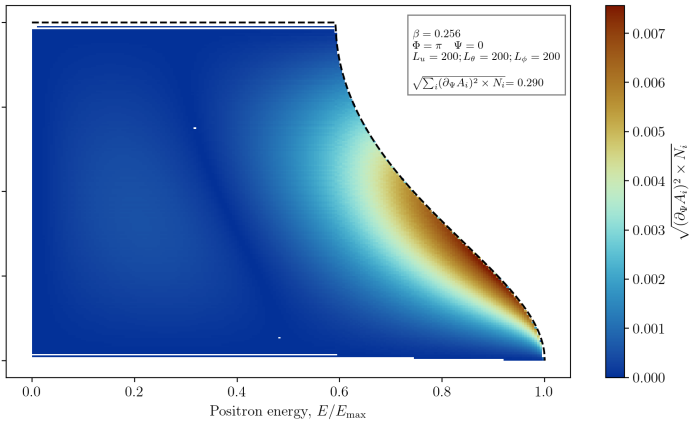 β = 0.256
Φ = π Ψ = 0
L_u = 200; L_θ = 200; L_ϕ = 200
√∑_i(∂_Ψ A_i)² × N_i = 0.290
0.007
0.006
0.005
0.004
0.003
0.002
0.001
0.000
√(∂_Ψ A_i)² × N_i
0.0 0.2 0.4 0.6 0.8 1.0
Positron energy, E/E_max